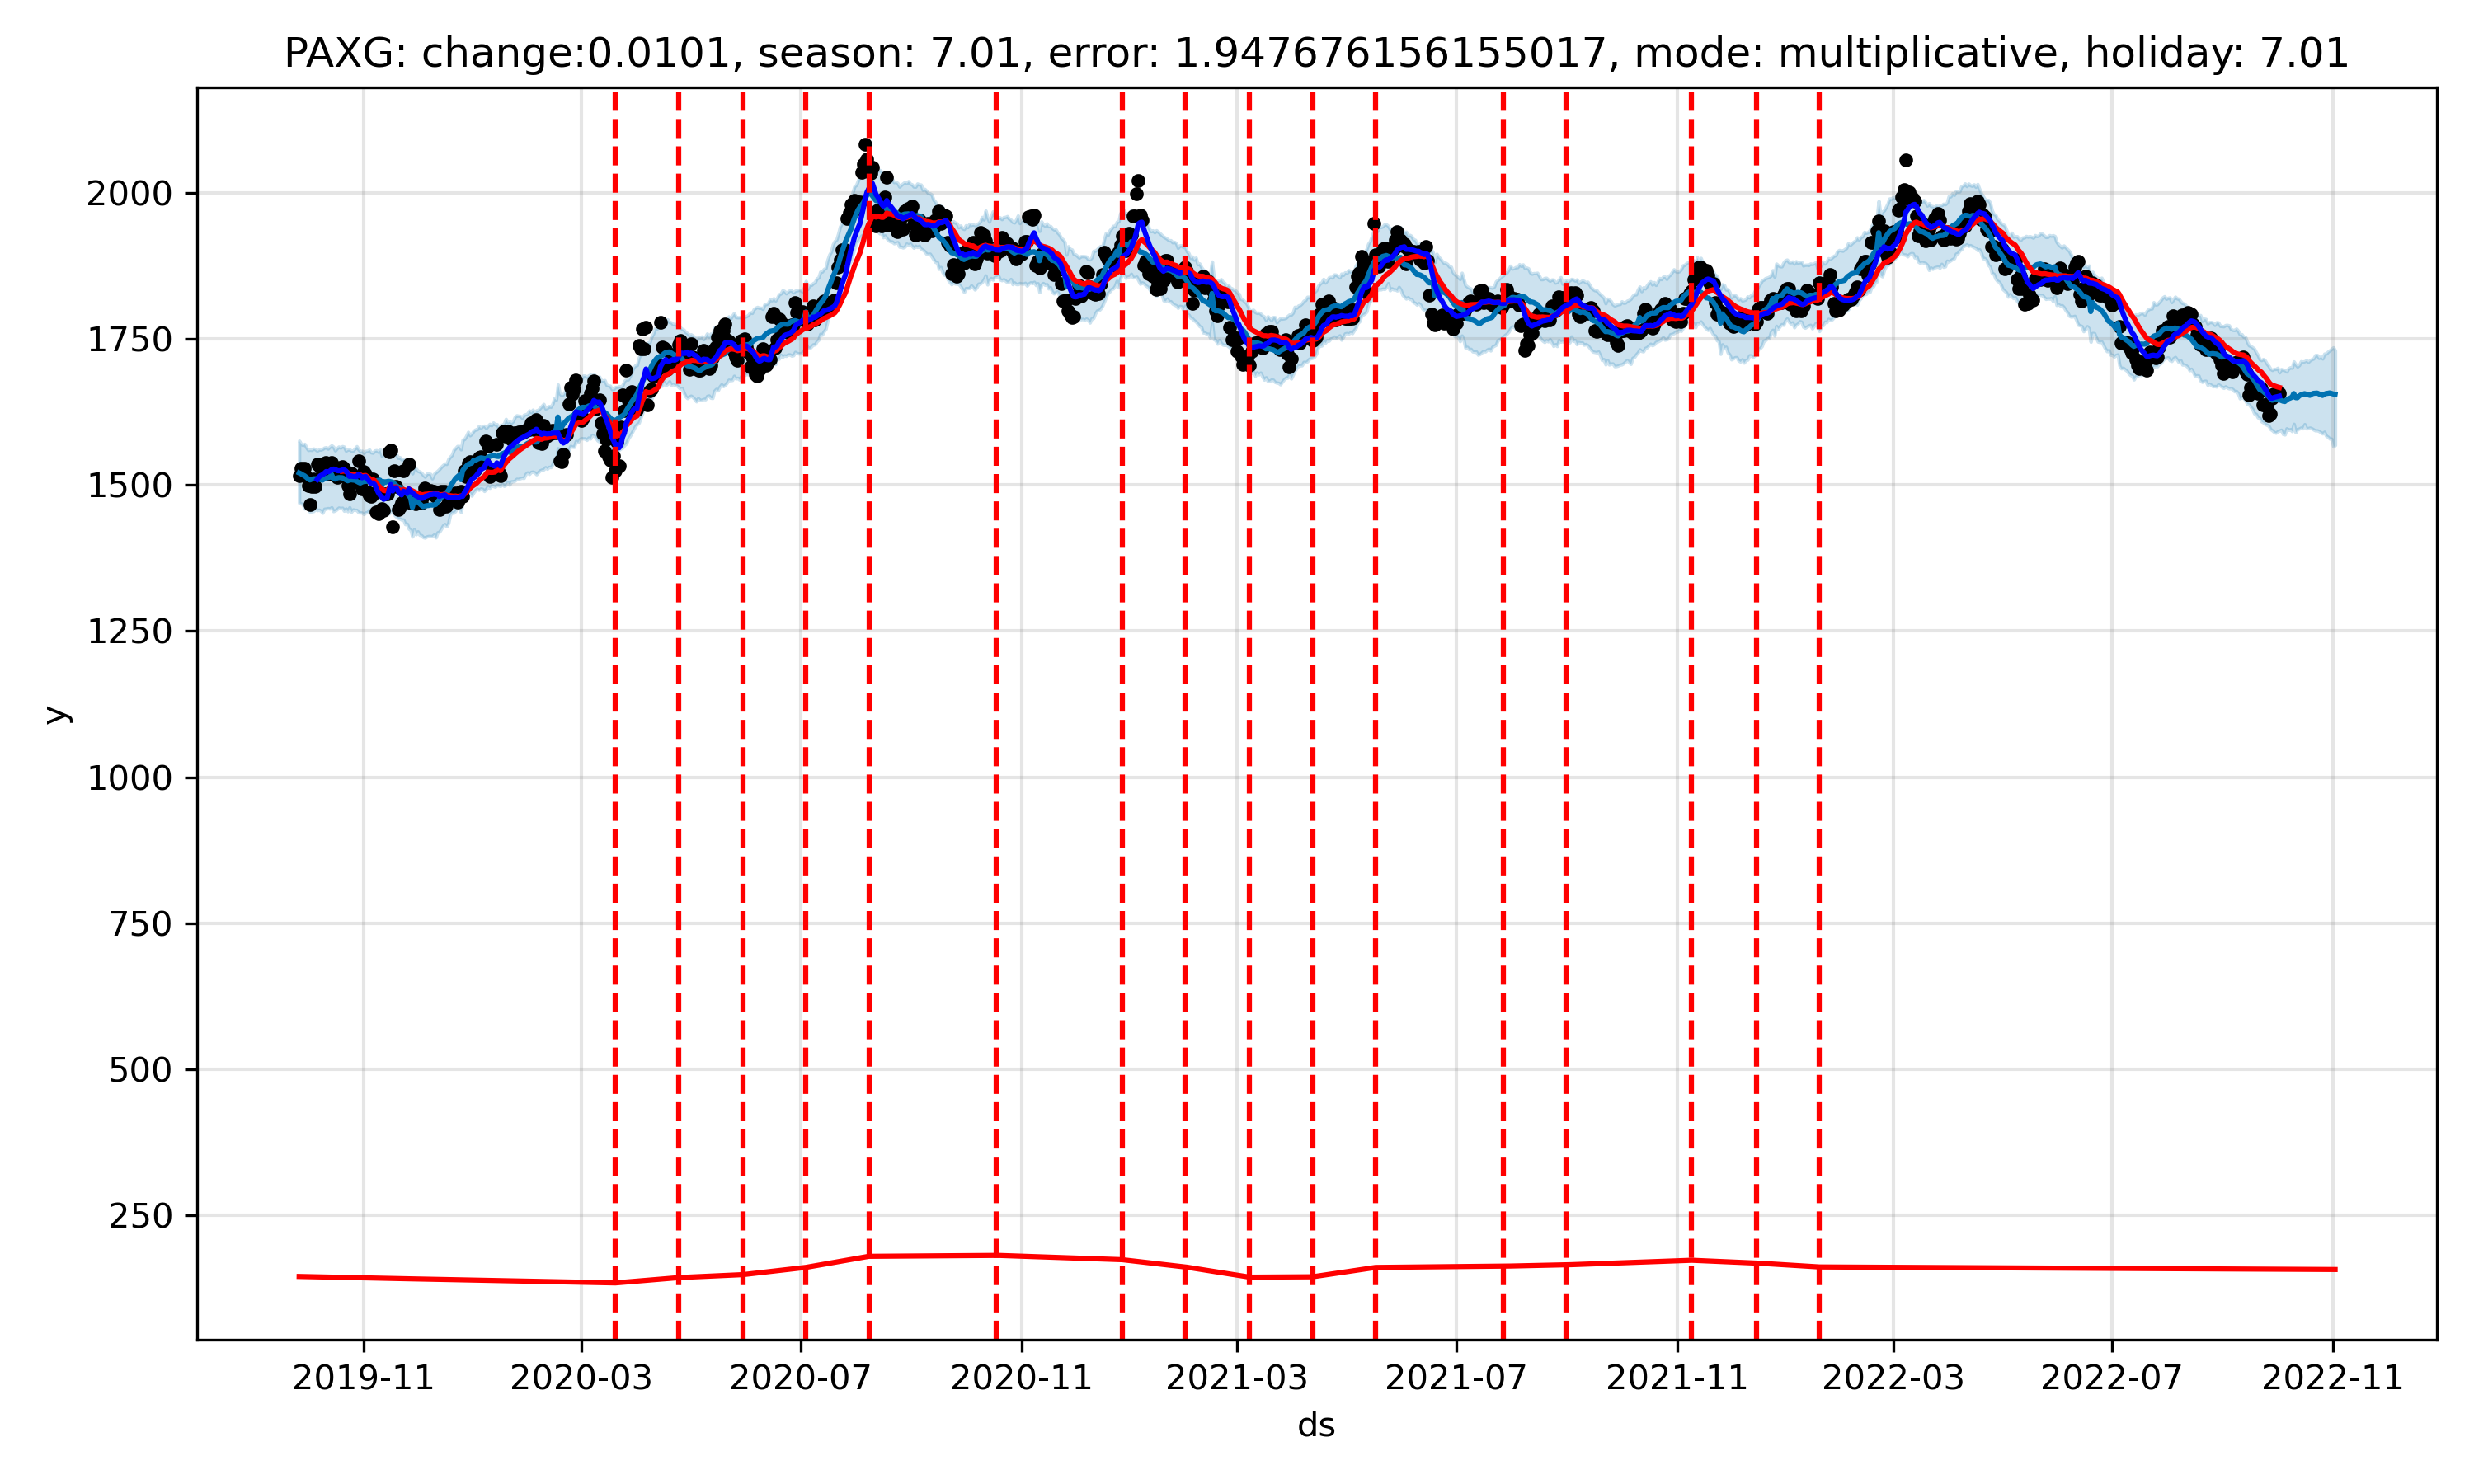 PAXG: change:0.0101, season: 7.01, error: 1.9476761561550​17, mode: multiplicative, holiday: 7.01
2000
1750
1500
1250
1000
750
500
250
y
2019-11 2020-03 2020-07 2020-11 2021-03 2021-07 2021-11 2022-03 2022-07 2022-11
ds